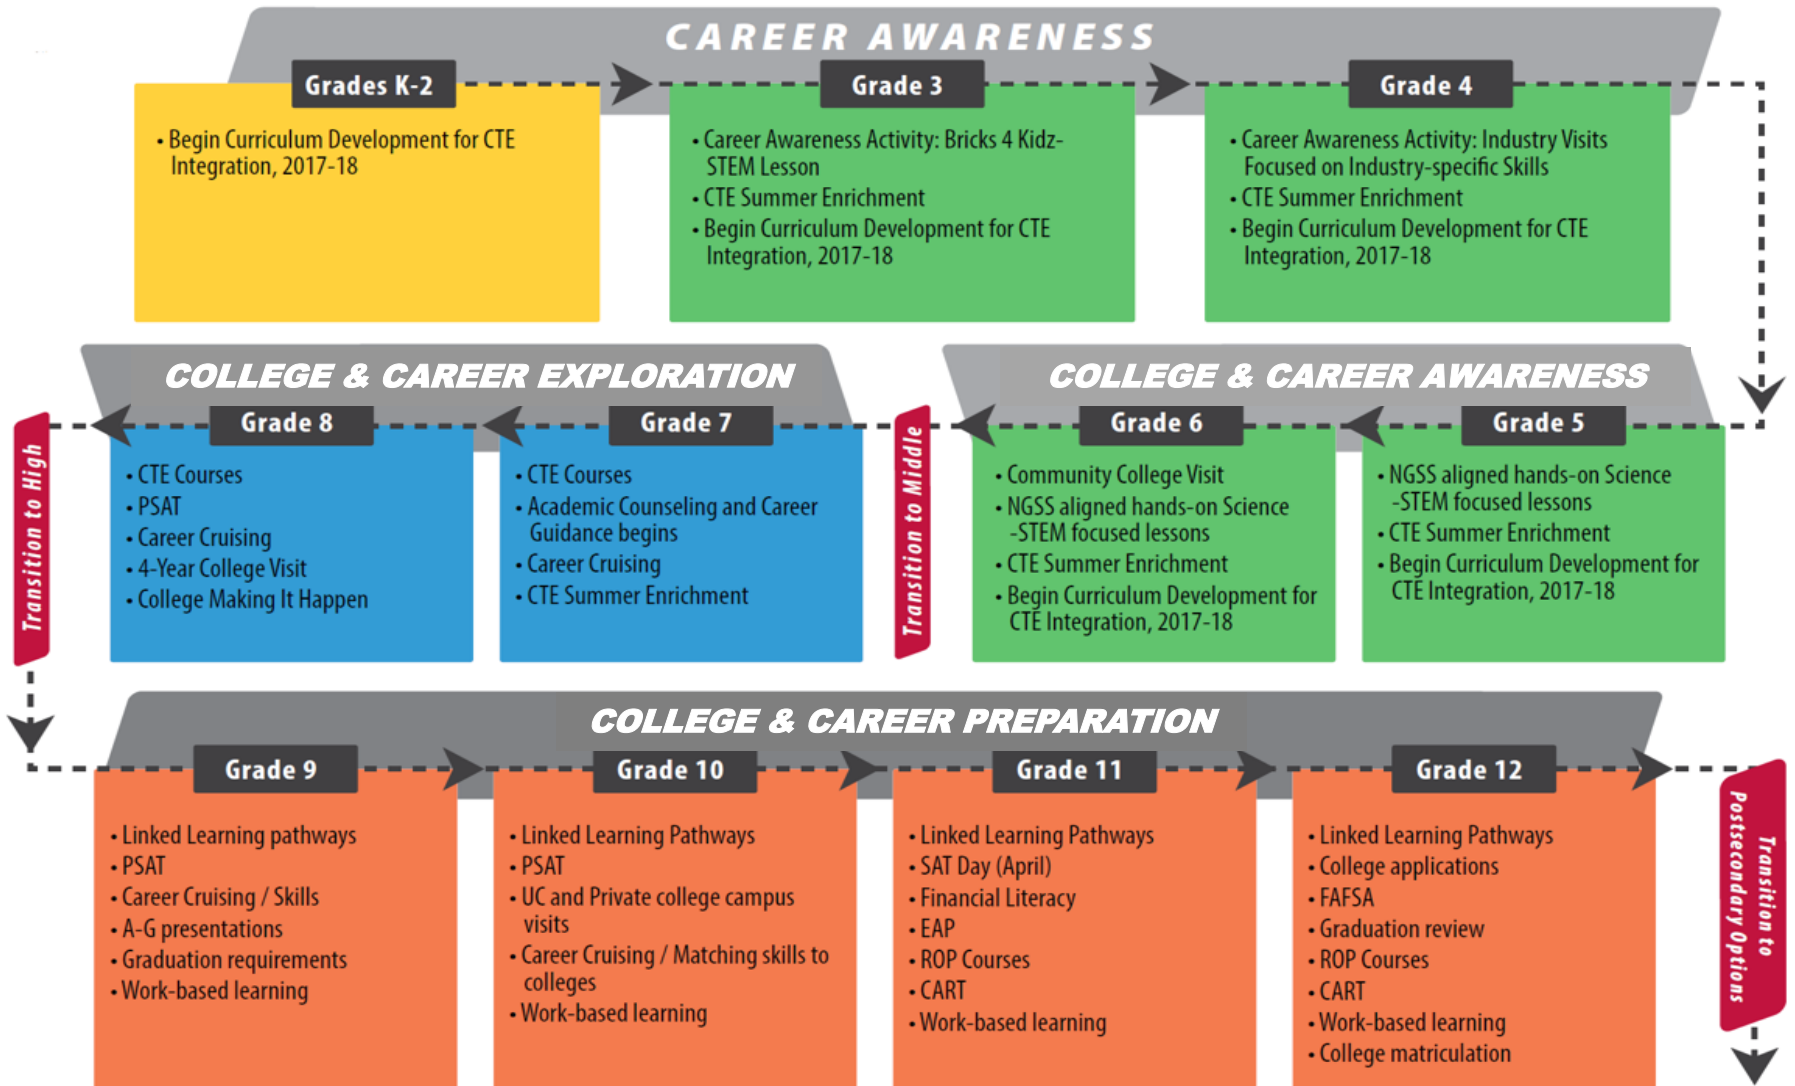 CAREER AWARENESS
Grades K-2
• Begin Curriculum Development for CTE
Integration, 2017-18
Grade 3
• Career Awareness Activity: Bricks 4 Kidz-
STEM Lesson
• CTE Summer Enrichment
• Begin Curriculum Development for CTE
Integration, 2017-18
Grade 4
• Career Awareness Activity: Industry Visits
Focused on Industry-specific Skills
• CTE Summer Enrichment
• Begin Curriculum Development for CTE
Integration, 2017-18
COLLEGE & CAREER AWARENESS
Grade 5
• NGSS aligned hands-on Science
-STEM focused lessons
• CTE Summer Enrichment
• Begin Curriculum Development for
CTE Integration, 2017-18
Grade 6
• Community College Visit
• NGSS aligned hands-on Science
-STEM focused lessons
• CTE Summer Enrichment
• Begin Curriculum Development for
CTE Integration, 2017-18
Transition to Middle
COLLEGE & CAREER EXPLORATION
Grade 7
• CTE Courses
• Academic Counseling and Career
Guidance begins
• Career Cruising
• CTE Summer Enrichment
Grade 8
• CTE Courses
• PSAT
• Career Cruising
• 4-Year College Visit
• College Making It Happen
Transition to High
COLLEGE & CAREER PREPARATION
Grade 9
• Linked Learning pathways
• PSAT
• Career Cruising / Skills
• A-G presentations
• Graduation requirements
• Work-based learning
Grade 10
• Linked Learning Pathways
• PSAT
• UC and Private college campus
visits
• Career Cruising / Matching skills to
colleges
• Work-based learning
Grade 11
• Linked Learning Pathways
• SAT Day (April)
• Financial Literacy
• EAP
• ROP Courses
• CART
• Work-based learning
Grade 12
• Linked Learning Pathways
• College applications
• FAFSA
• Graduation review
• ROP Courses
• CART
• Work-based learning
• College matriculation
Transition to
Postsecondary Options